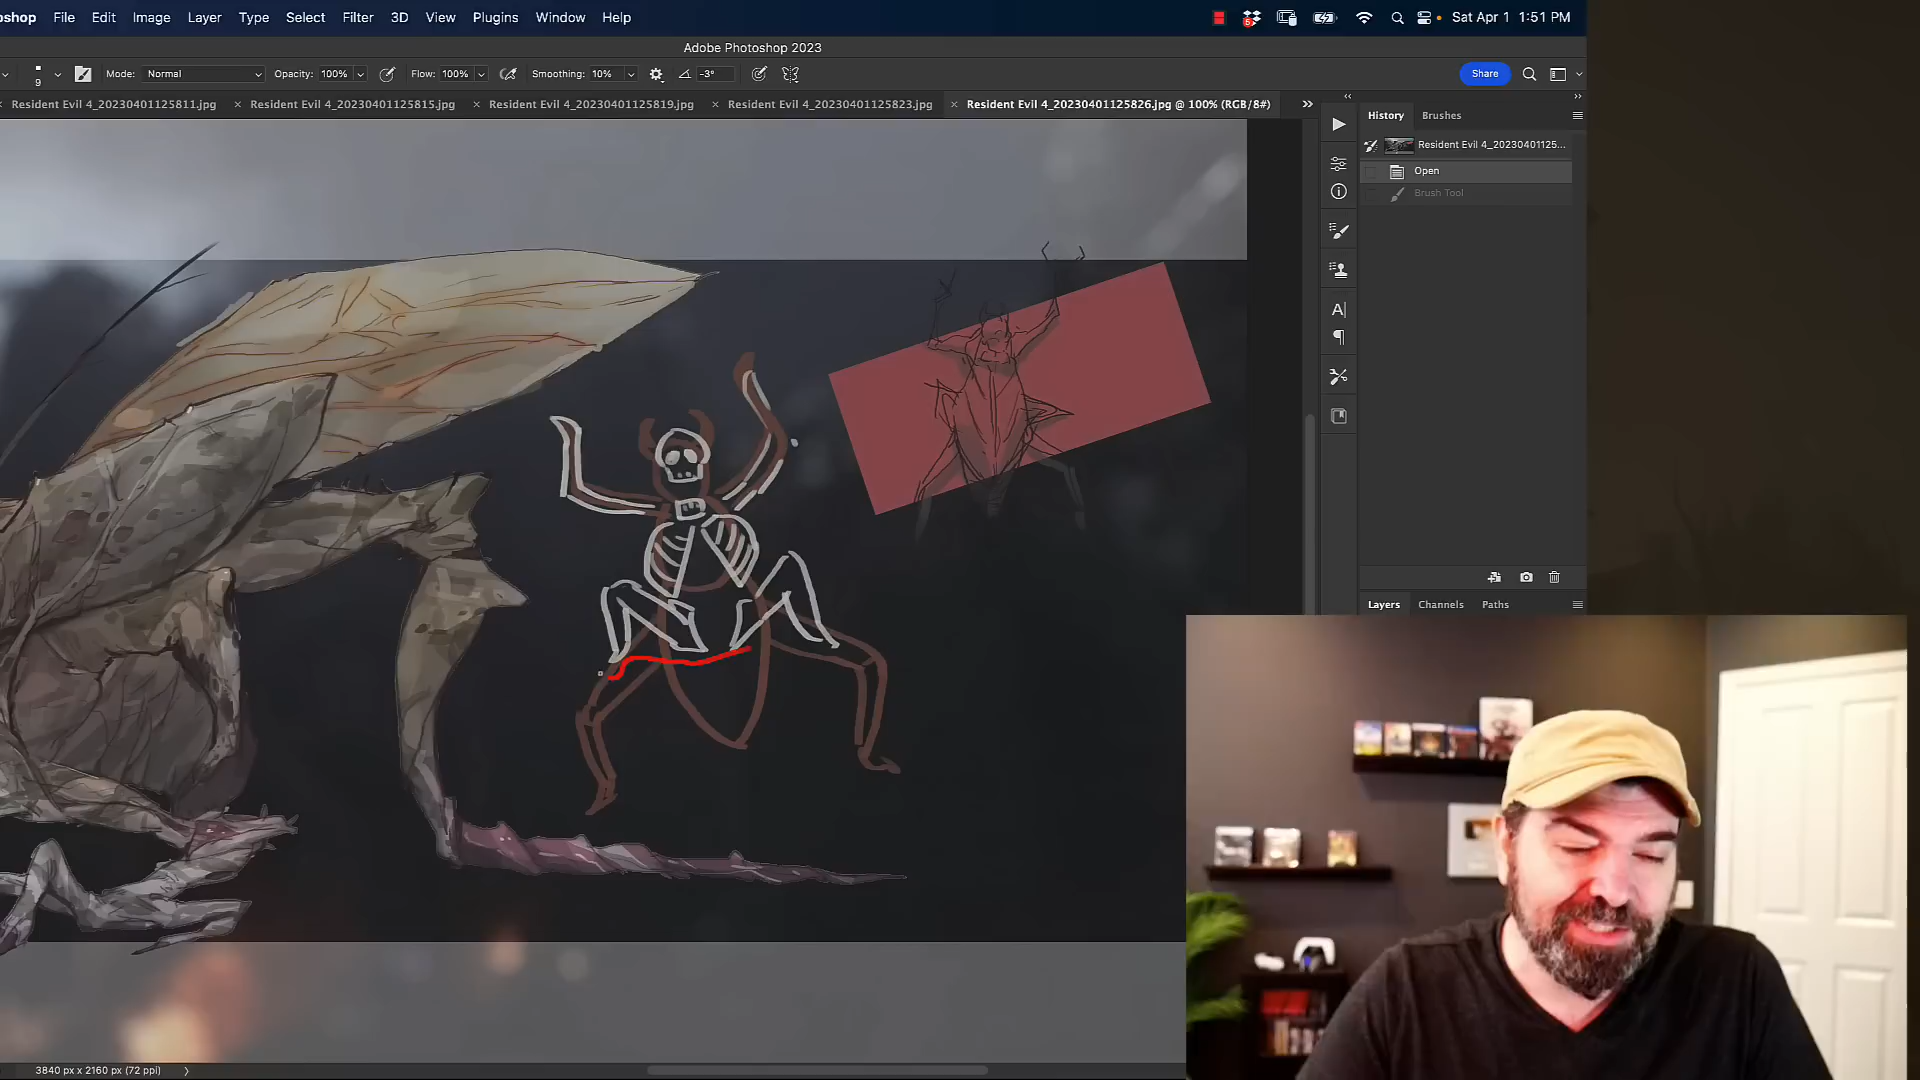 oshop File Edit Image Layer Type Select Filter 3D View Plugins Window Help Sat Apr 1 1:51 PM
Adobe Photoshop 2023
9 Mode: Normal Opacity: 100% Flow: 100% Smoothing: 10% -3° Share
Resident Evil 4_20230401125811.jpg Resident Evil 4_20230401125815.jpg Resident Evil 4_20230401125819.jpg Resident Evil 4_20230401125823.jpg Resident Evil 4_20230401125826.jpg @ 100% (RGB/8#)
History Brushes
Resident Evil 4_20230401125...
Open
Brush Tool
Layers Channels Paths
3840 px x 2160 px (72 ppi)